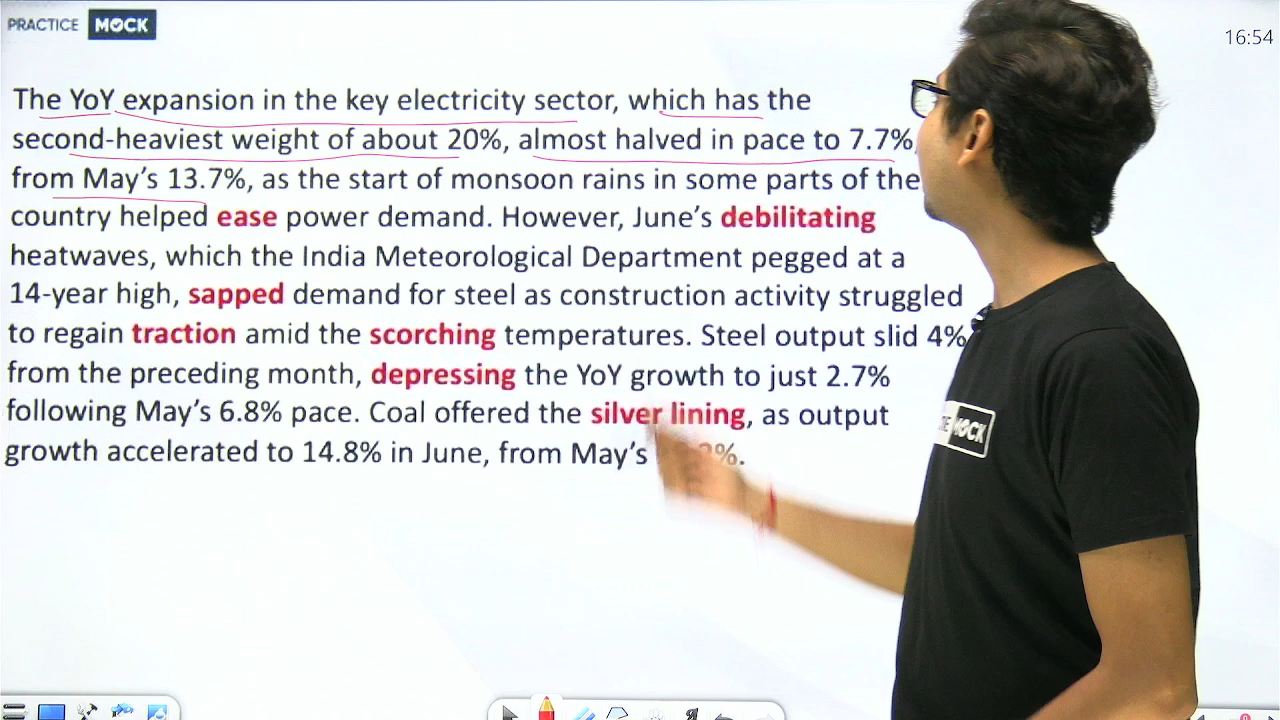 PRACTICE MOCK
16:54
The YoY expansion in the key electricity sector, which has the
second-heaviest weight of about 20%, almost halved in pace to 7.7%,
from May's 13.7%, as the start of monsoon rains in some parts of the
country helped ease power demand. However, June's debilitating
heatwaves, which the India Meteorological Department pegged at a
14-year high, sapped demand for steel as construction activity struggled
to regain traction amid the scorching temperatures. Steel output slid 4%
from the preceding month, depressing the YoY growth to just 2.7%
following May's 6.8% pace. Coal offered the silver lining, as output
growth accelerated to 14.8% in June, from May's
MOCK